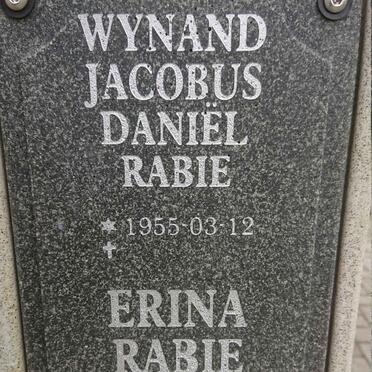 WYNAND
JACOBUS
DANIËL
RABIE
* 1955-03-12
✝
ERINA
RABIE